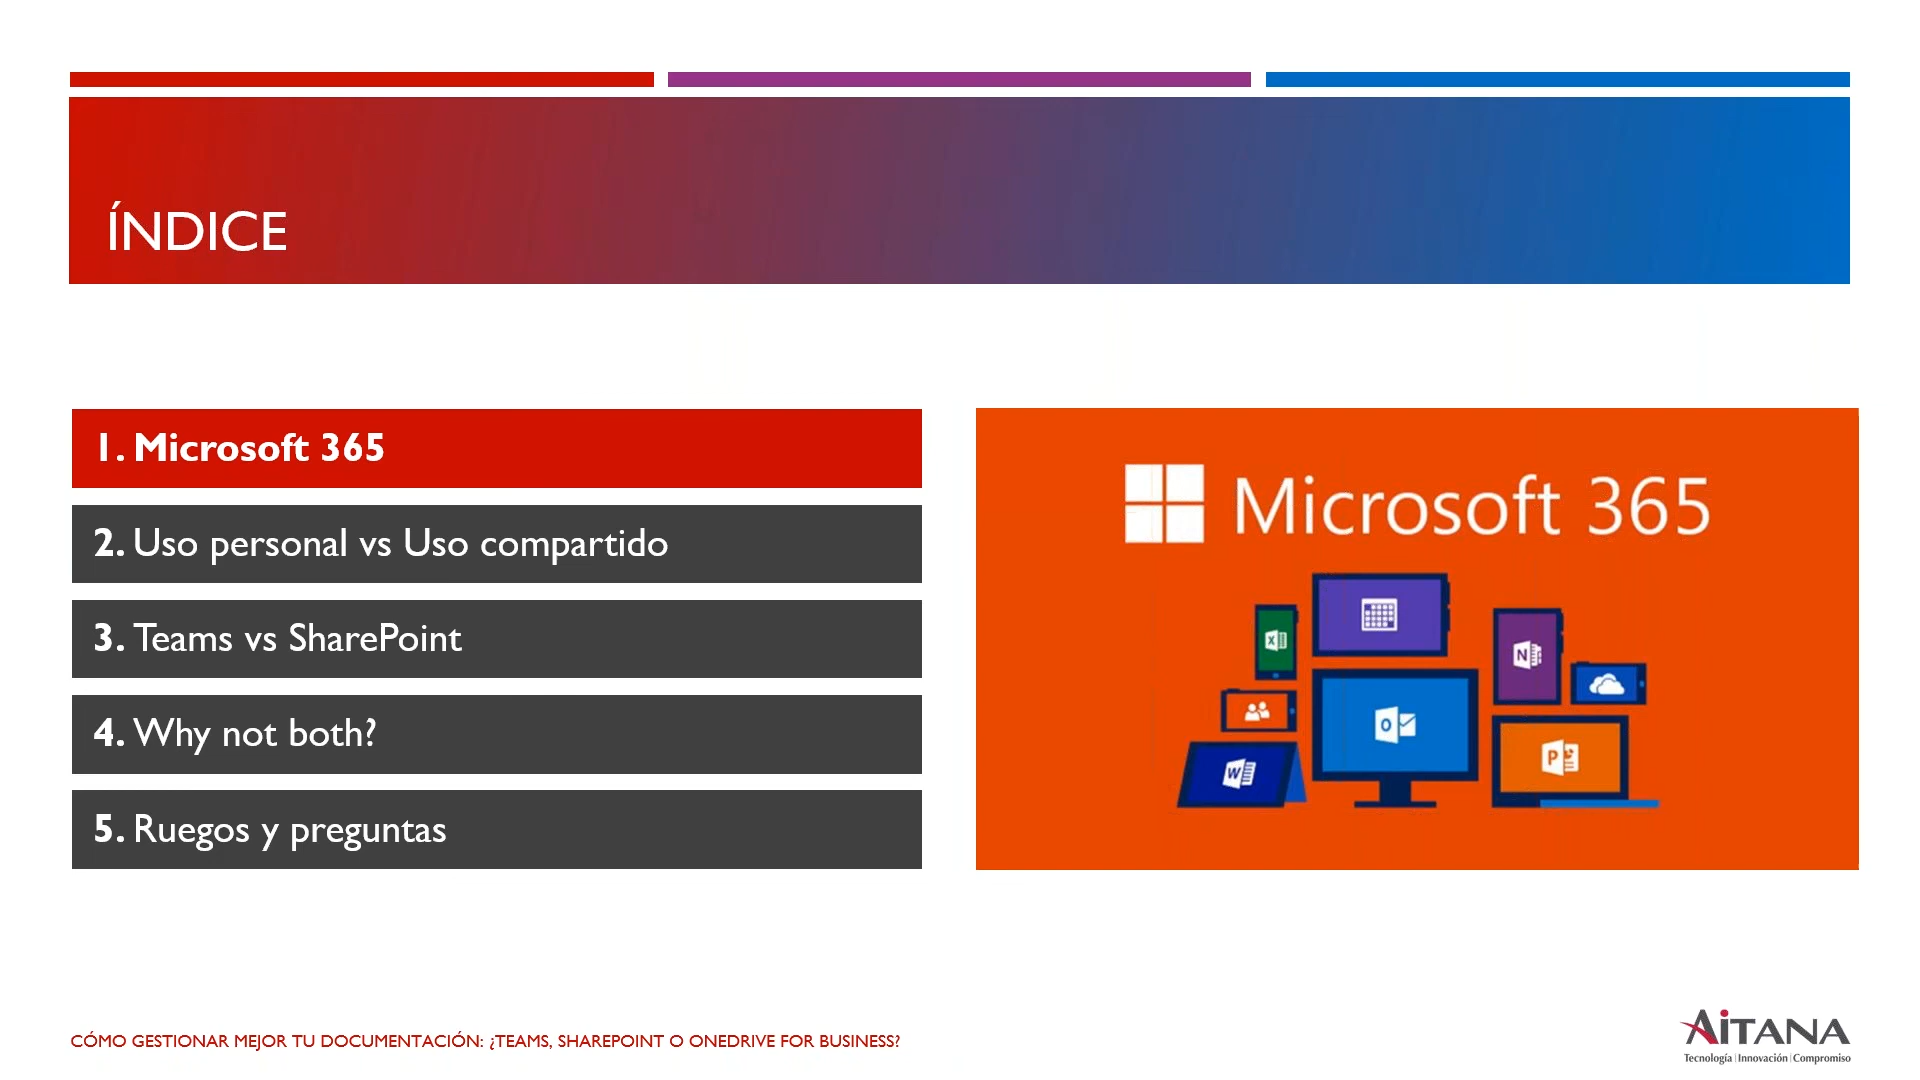 ÍNDICE
1. Microsoft 365
2. Uso personal vs Uso compartido
3. Teams vs SharePoint
4. Why not both?
5. Ruegos y preguntas
Microsoft 365
X
N
O
W
P
CÓMO GESTIONAR MEJOR TU DOCUMENTACIÓN: ¿TEAMS, SHAREPOINT O ONEDRIVE FOR BUSINESS?
AiTANA
Tecnología | Innovación | Compromiso